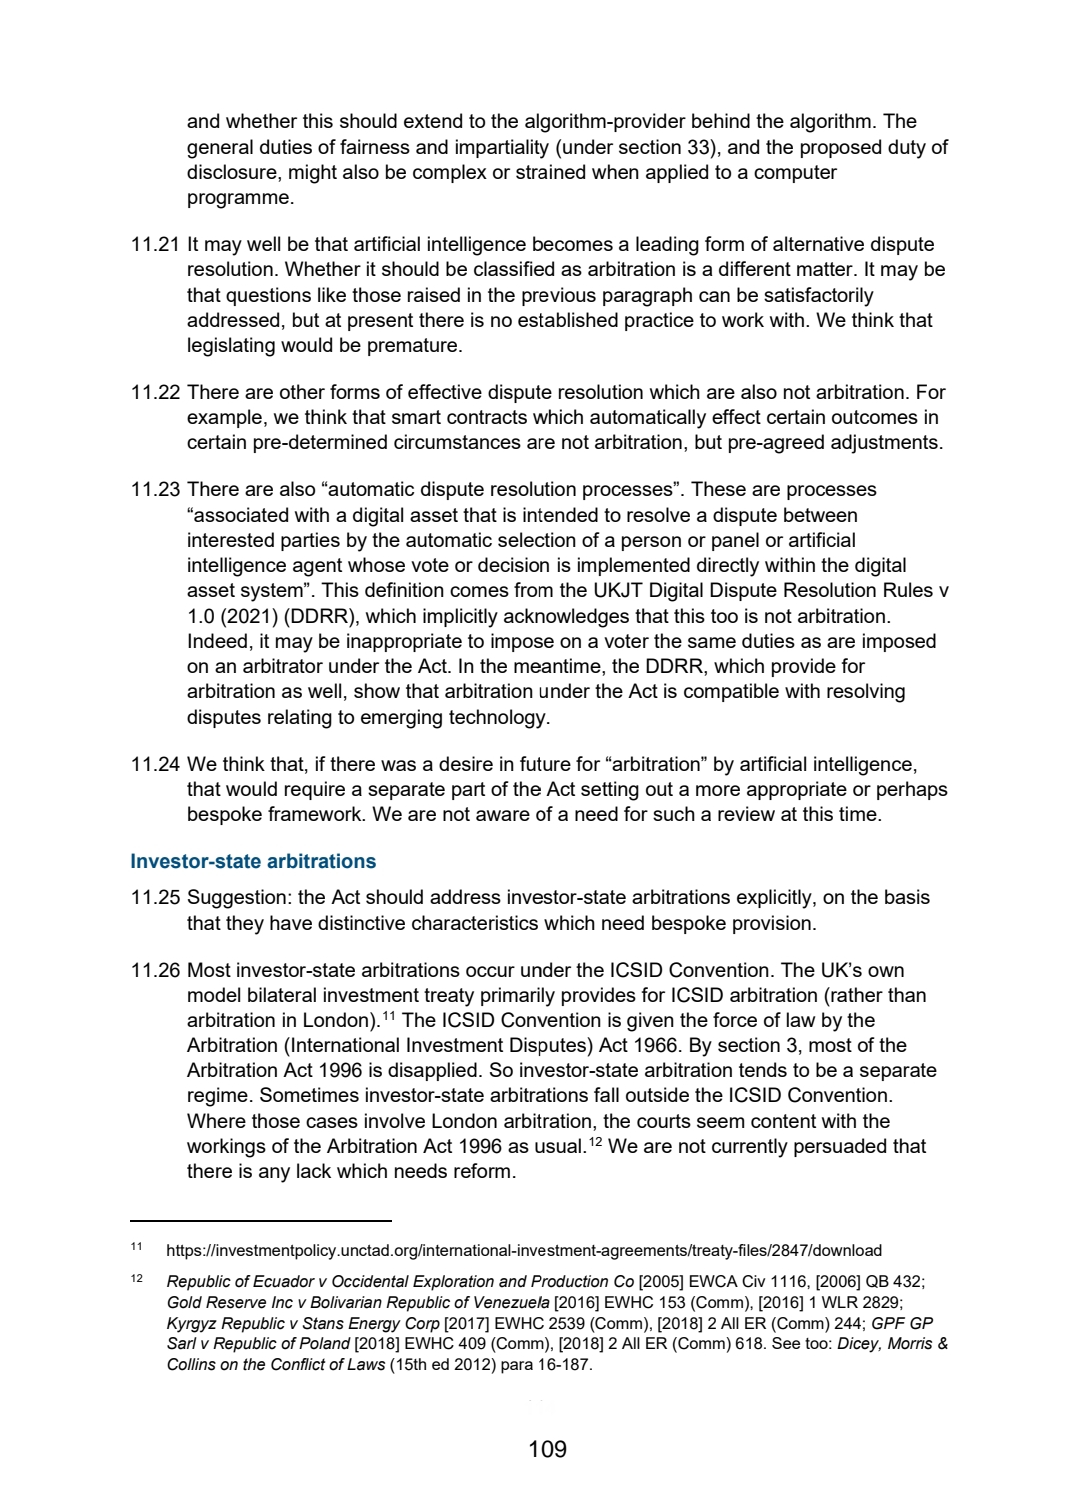 and whether this should extend to the algorithm-provider behind the algorithm. The
general duties of fairness and impartiality (under section 33), and the proposed duty of
disclosure, might also be complex or strained when applied to a computer
programme.
11.21 It may well be that artificial intelligence becomes a leading form of alternative dispute
resolution. Whether it should be classified as arbitration is a different matter. It may be
that questions like those raised in the previous paragraph can be satisfactorily
addressed, but at present there is no established practice to work with. We think that
legislating would be premature.
11.22 There are other forms of effective dispute resolution which are also not arbitration. For
example, we think that smart contracts which automatically effect certain outcomes in
certain pre-determined circumstances are not arbitration, but pre-agreed adjustments.
11.23 There are also “automatic dispute resolution processes”. These are processes
“associated with a digital asset that is intended to resolve a dispute between
interested parties by the automatic selection of a person or panel or artificial
intelligence agent whose vote or decision is implemented directly within the digital
asset system”. This definition comes from the UKJT Digital Dispute Resolution Rules v
1.0 (2021) (DDRR), which implicitly acknowledges that this too is not arbitration.
Indeed, it may be inappropriate to impose on a voter the same duties as are imposed
on an arbitrator under the Act. In the meantime, the DDRR, which provide for
arbitration as well, show that arbitration under the Act is compatible with resolving
disputes relating to emerging technology.
11.24 We think that, if there was a desire in future for “arbitration” by artificial intelligence,
that would require a separate part of the Act setting out a more appropriate or perhaps
bespoke framework. We are not aware of a need for such a review at this time.
Investor-state arbitrations
11.25 Suggestion: the Act should address investor-state arbitrations explicitly, on the basis
that they have distinctive characteristics which need bespoke provision.
11.26 Most investor-state arbitrations occur under the ICSID Convention. The UK’s own
model bilateral investment treaty primarily provides for ICSID arbitration (rather than
arbitration in London).11 The ICSID Convention is given the force of law by the
Arbitration (International Investment Disputes) Act 1966. By section 3, most of the
Arbitration Act 1996 is disapplied. So investor-state arbitration tends to be a separate
regime. Sometimes investor-state arbitrations fall outside the ICSID Convention.
Where those cases involve London arbitration, the courts seem content with the
workings of the Arbitration Act 1996 as usual.12 We are not currently persuaded that
there is any lack which needs reform.
11 https://investmentpolicy.unctad.org/international-investment-agreements/treaty-files/2847/download
12 Republic of Ecuador v Occidental Exploration and Production Co [2005] EWCA Civ 1116, [2006] QB 432;
Gold Reserve Inc v Bolivarian Republic of Venezuela [2016] EWHC 153 (Comm), [2016] 1 WLR 2829;
Kyrgyz Republic v Stans Energy Corp [2017] EWHC 2539 (Comm), [2018] 2 All ER (Comm) 244; GPF GP
Sarl v Republic of Poland [2018] EWHC 409 (Comm), [2018] 2 All ER (Comm) 618. See too: Dicey, Morris &
Collins on the Conflict of Laws (15th ed 2012) para 16-187.
109